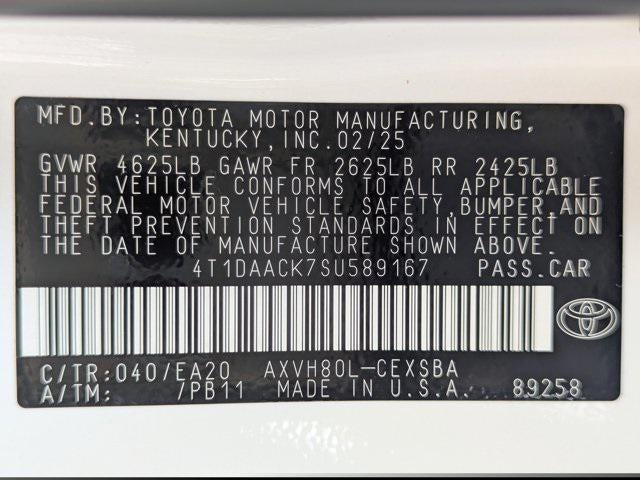 MFD.BY:TOYOTA MOTOR MANUFACTURING,
KENTUCKY,INC.02/25
GVWR 4625LB GAWR FR 2625LB RR 2425LB
THIS VEHICLE CONFORMS TO ALL APPLICABLE
FEDERAL MOTOR VEHICLE SAFETY,BUMPER,AND
THEFT PREVENTION STANDARDS IN EFFECT ON
THE DATE OF MANUFACTURE SHOWN ABOVE.
4T1DAACK7SU589167 PASS.CAR
C/TR:040/EA20 AXVH80L-CEXSBA
A/TM: /PB11 MADE IN U.S.A. 89258